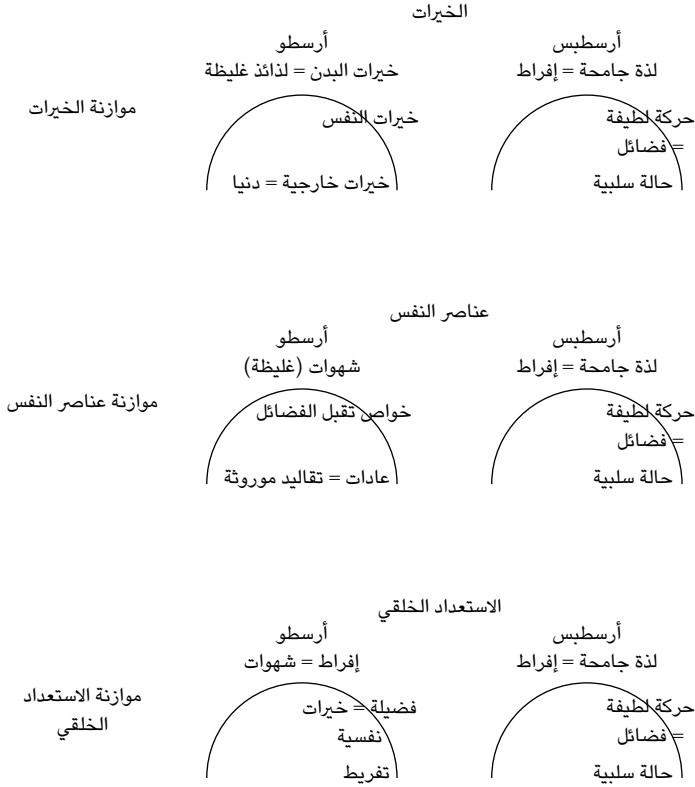 الخيرات
أرسطبس
لذة جامحة = إفراط
حركة لطيفة
= فضائل
حالة سلبية
أرسطو
خيرات البدن = لذائذ غليظة
خيرات النفس
خيرات خارجية = دنيا
موازنة الخيرات
عناصر النفس
أرسطبس
لذة جامحة = إفراط
حركة لطيفة
= فضائل
حالة سلبية
أرسطو
شهوات (غليظة)
خواص تقبل الفضائل
عادات = تقاليد موروثة
موازنة عناصر النفس
الاستعداد الخلقي
أرسطبس
لذة جامحة = إفراط
حركة لطيفة
= فضائل
حالة سلبية
أرسطو
إفراط = شهوات
فضيلة = خيرات
نفسية
تفريط
موازنة الاستعداد
الخلقي